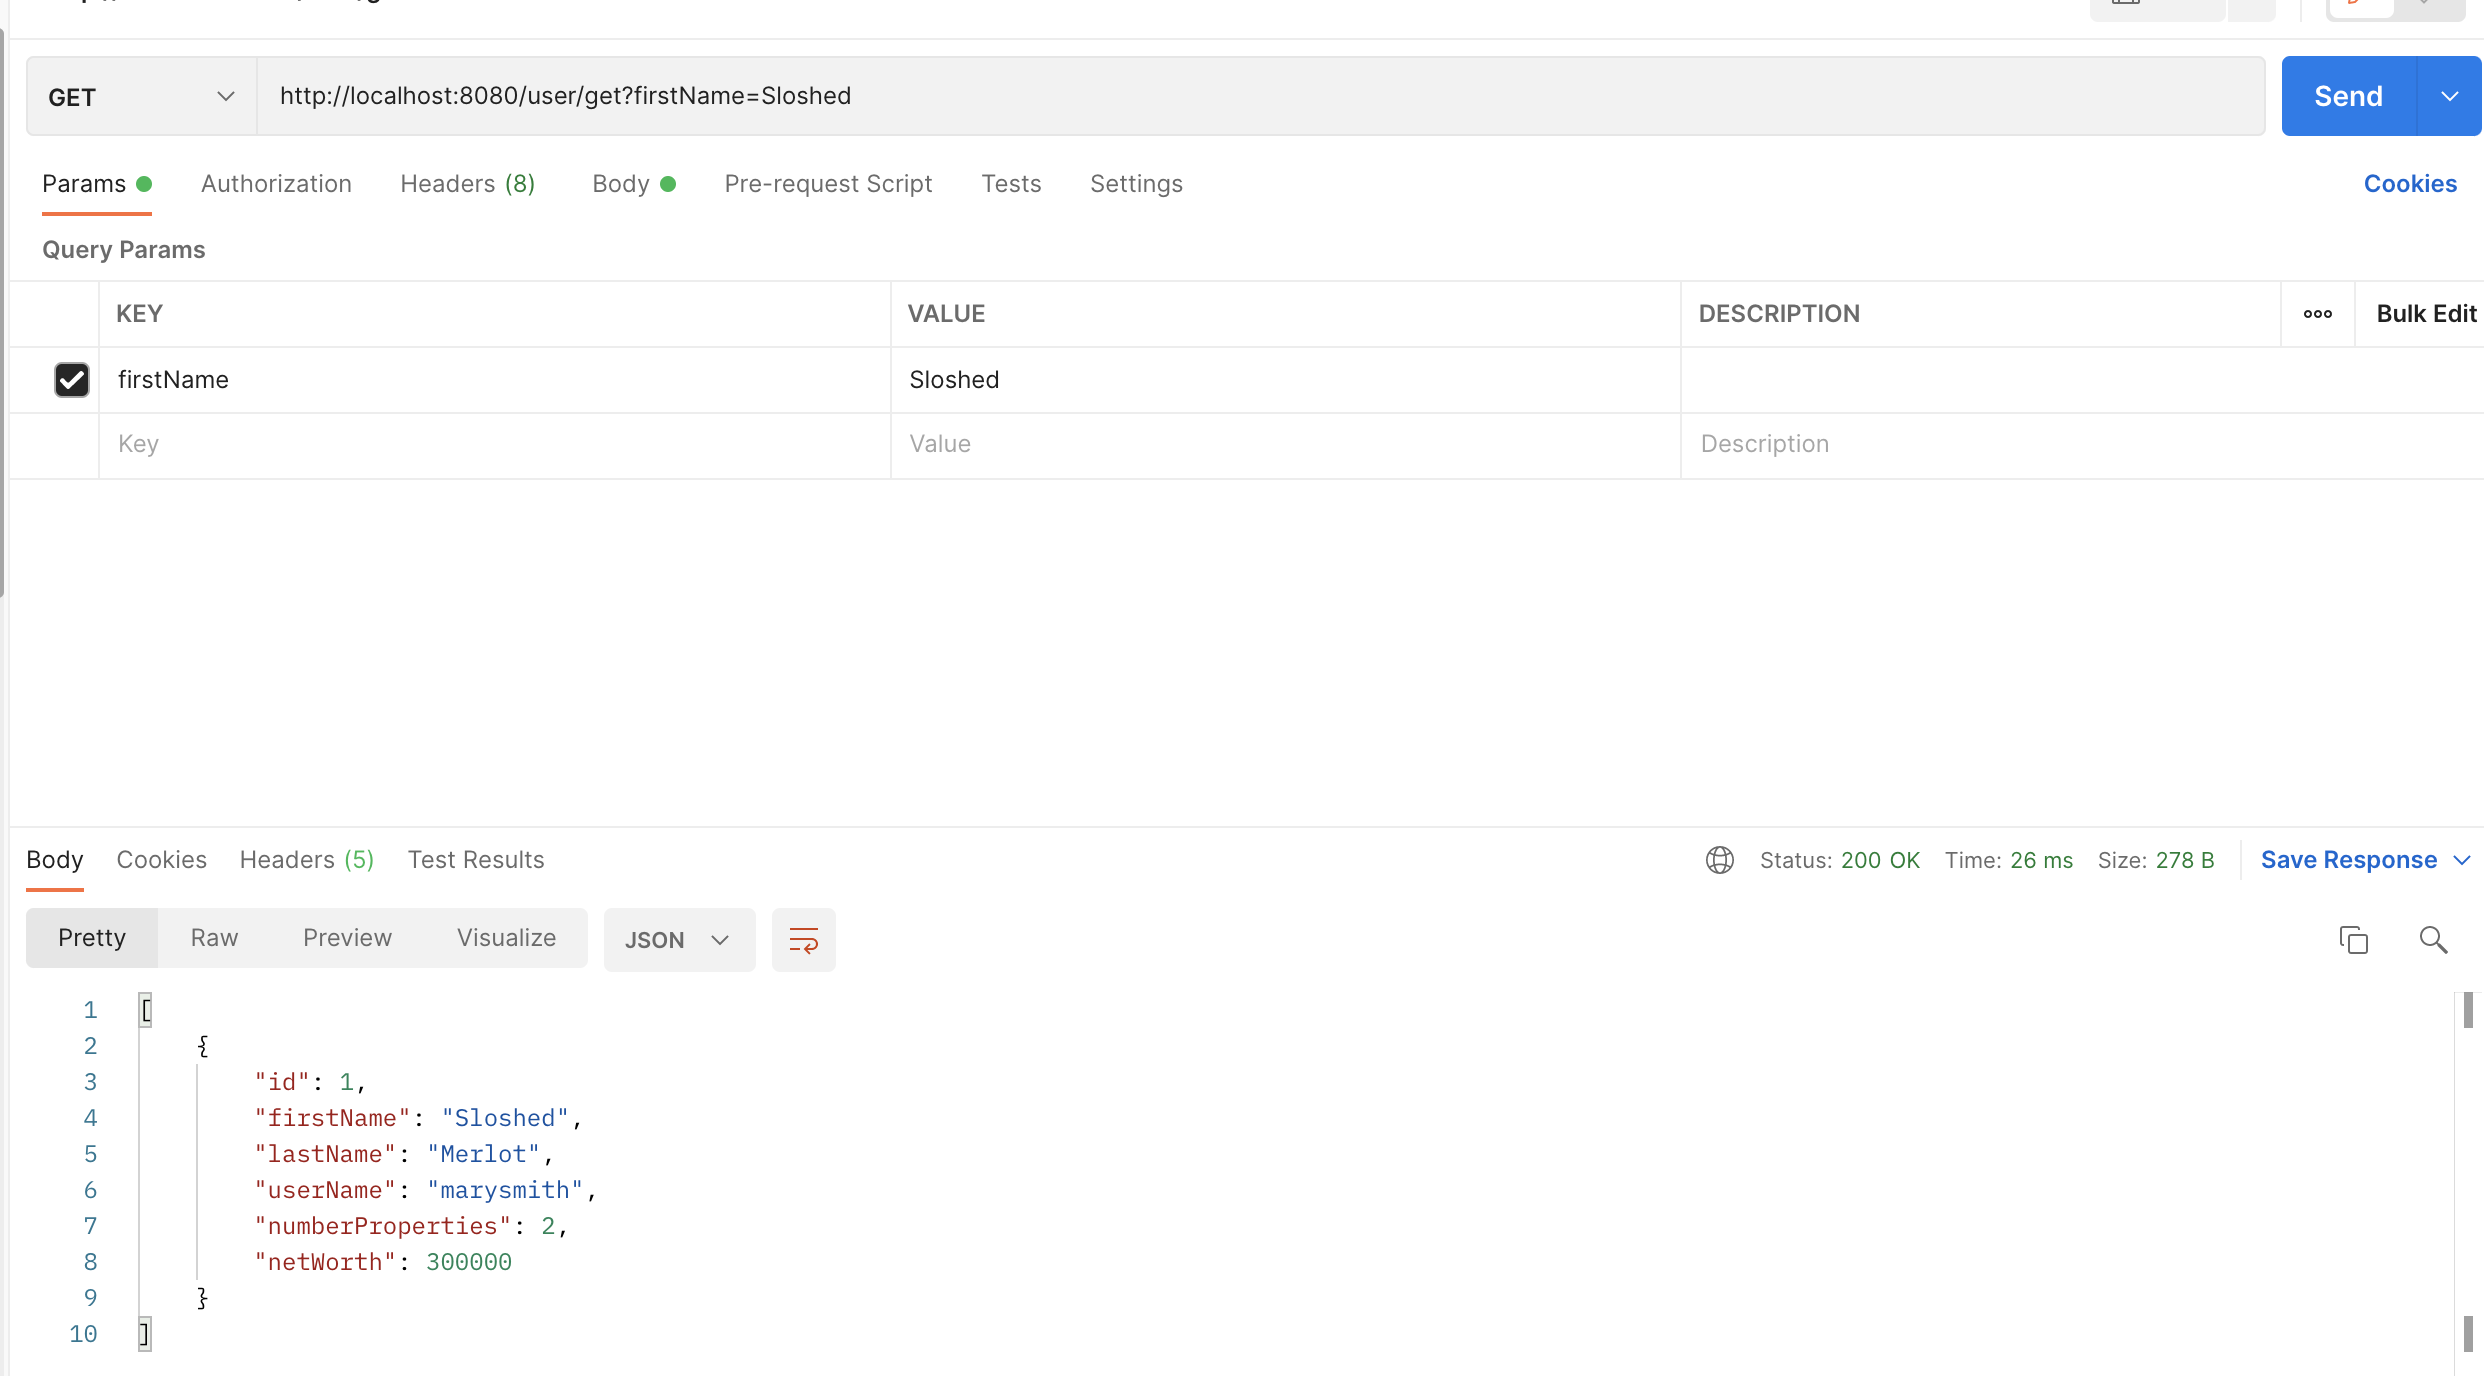 GET http://localhost:8080/user/get?firstName=Sloshed Send
Params Authorization Headers (8) Body Pre-request Script Tests Settings Cookies
Query Params
KEY VALUE DESCRIPTION ooo Bulk Edit
firstName Sloshed
Key Value Description
Body Cookies Headers (5) Test Results Status: 200 OK Time: 26 ms Size: 278 B Save Response
Pretty Raw Preview Visualize JSON
1 [
2 {
3 "id": 1,
4 "firstName": "Sloshed",
5 "lastName": "Merlot",
6 "userName": "marysmith",
7 "numberProperties": 2,
8 "netWorth": 300000
9 }
10 ]